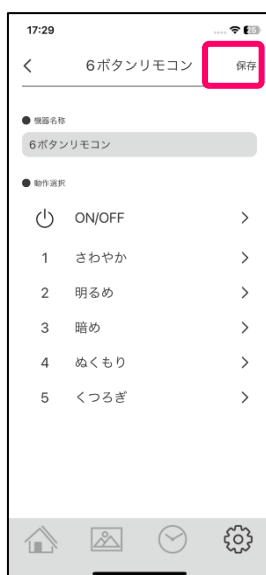 17:29
6ボタンリモコン 保存
● 機器名称
6ボタンリモコン
● 動作選択
ON/OFF
1 さわやか
2 明るめ
3 暗め
4 ぬくもり
5 くつろぎ